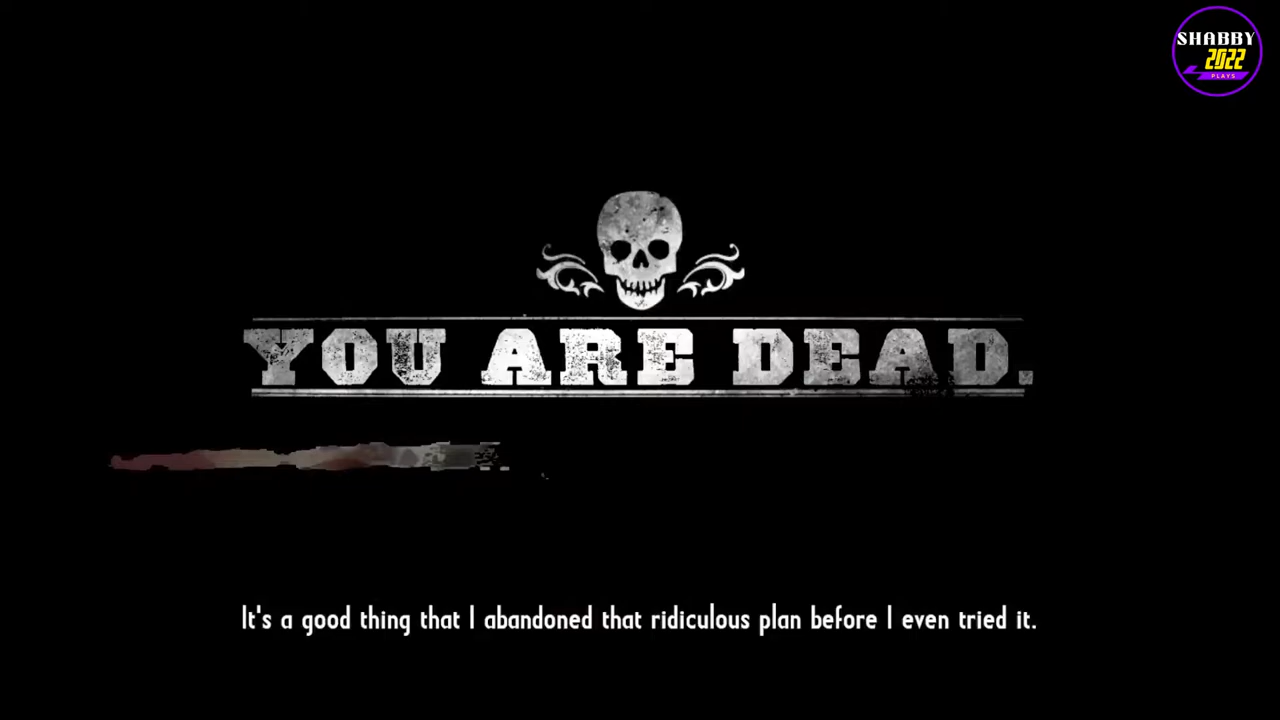 SHABBY
2022
PLAYS
YOU ARE DEAD.
It's a good thing that I abandoned that ridiculous plan before I even tried it.